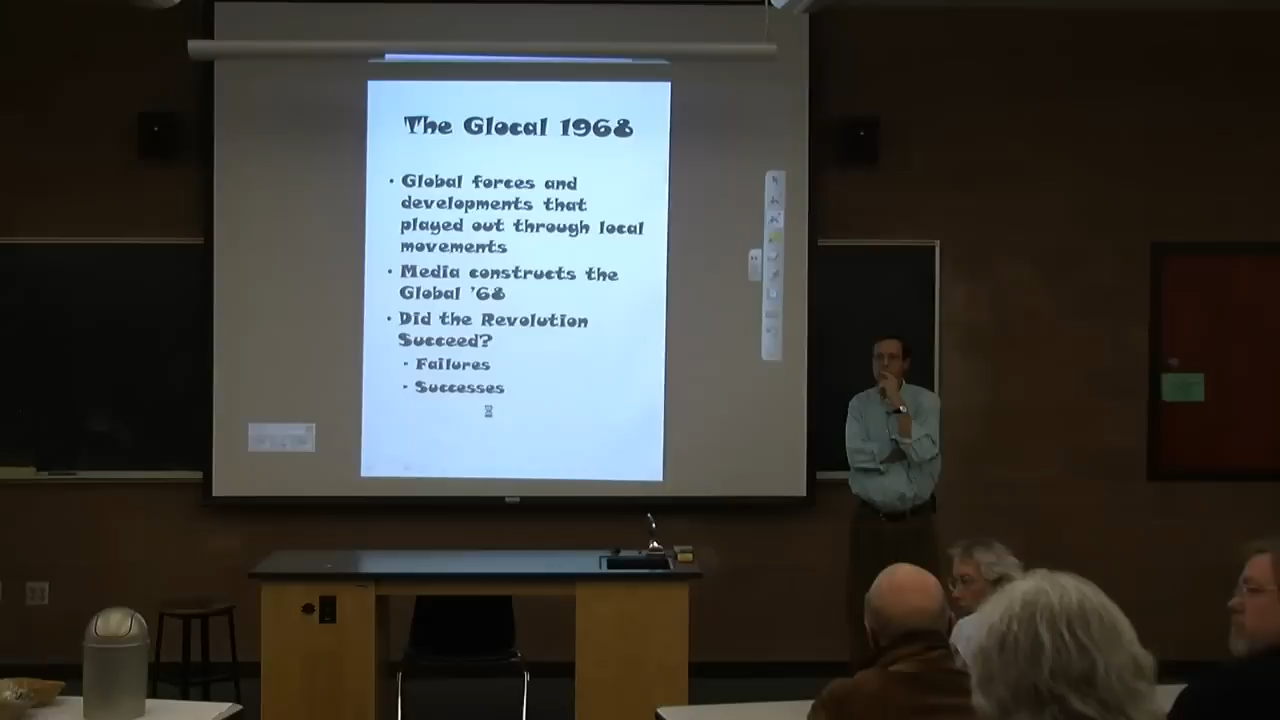 The Glocal 1968
• Global forces and
developments that
played out through local
movements
• Media constructs the
Global '68
• Did the Revolution
Succeed?
- Failures
- Successes